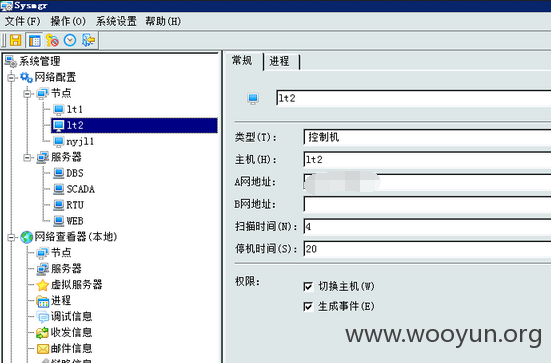 Sysmgr
文件(F) 操作(O) 系统设置 帮助(H)
系统管理
网络配置
节点
lt1
lt2
nyjl1
服务器
DBS
SCADA
RTU
WEB
网络查看器(本地)
节点
服务器
虚拟服务器
进程
调试信息
收发信息
邮件信息
常规 进程
lt2
类型(T): 控制机
主机(H): lt2
A网地址:
B网地址:
扫描时间(N): 4
停机时间(S): 20
权限:
切换主机(W)
生成事件(E)
www.wooyun.org